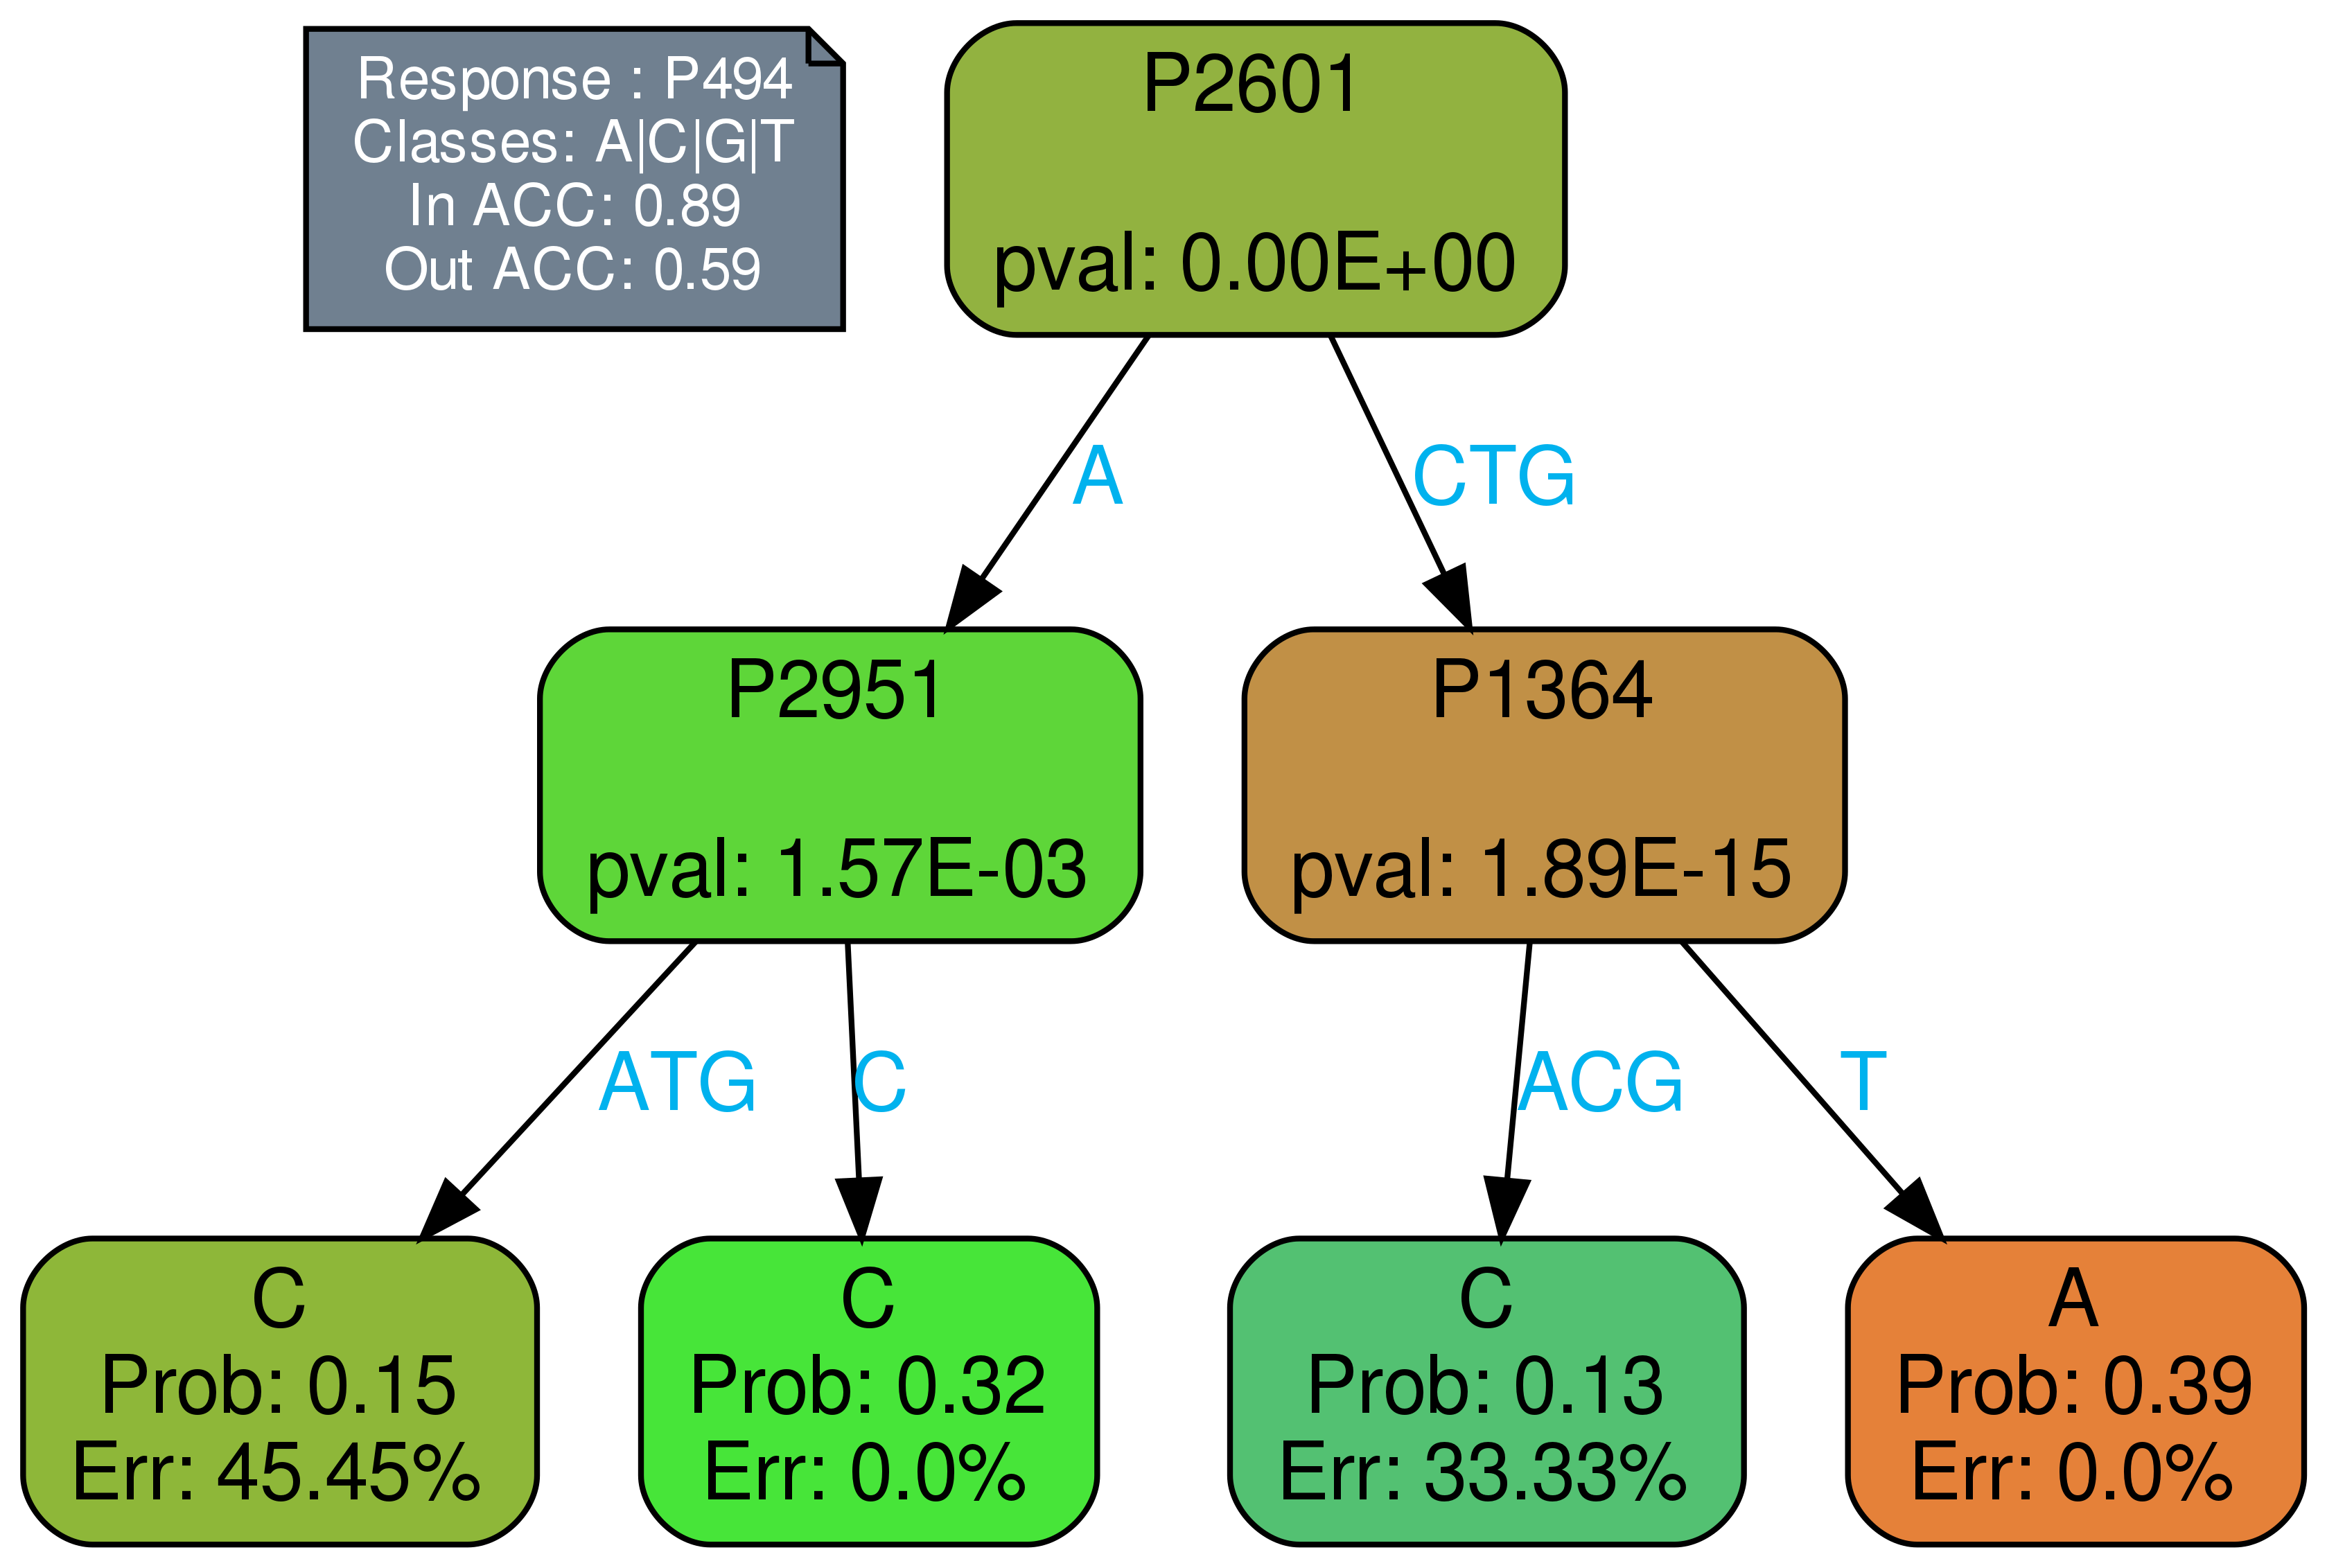 Response : P494
Classes: A|C|G|T
In ACC: 0.89
Out ACC: 0.59
P2601
pval: 0.00E+00
A
CTG
P2951
pval: 1.57E-03
P1364
pval: 1.89E-15
ATG
C
ACG
T
C
Prob: 0.15
Err: 45.45%
C
Prob: 0.32
Err: 0.0%
C
Prob: 0.13
Err: 33.33%
A
Prob: 0.39
Err: 0.0%